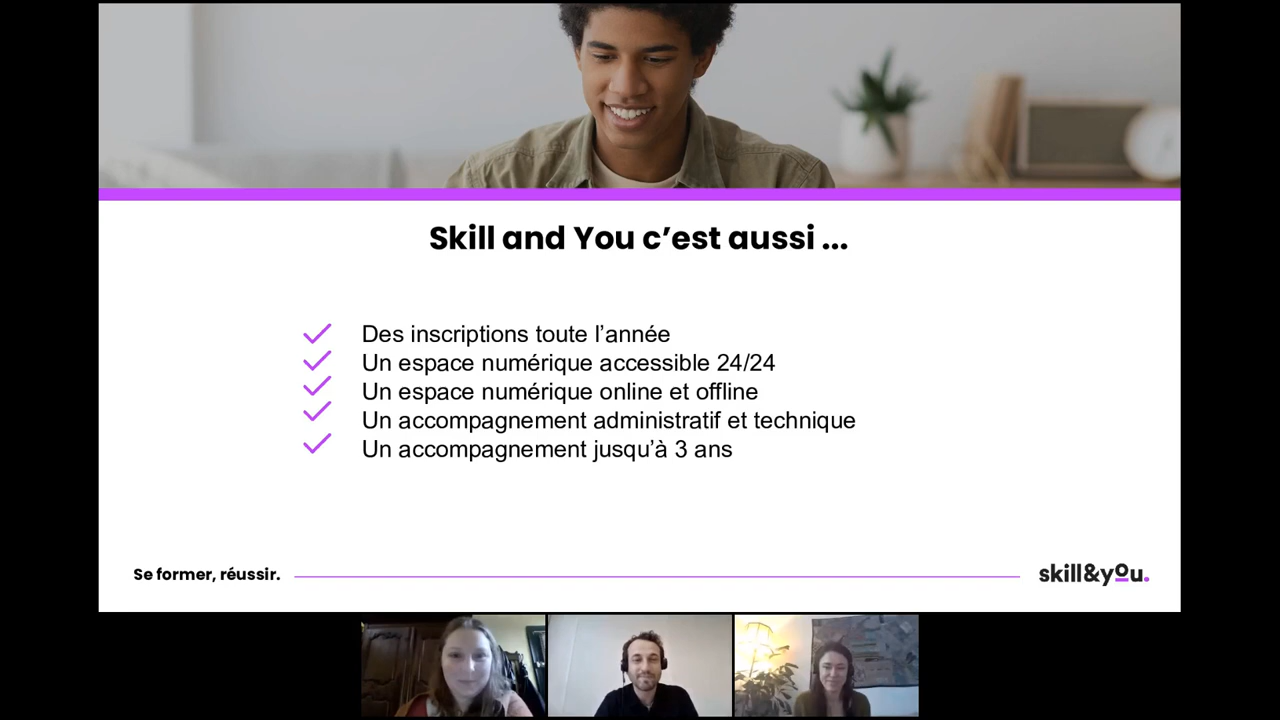 Skill and You c’est aussi ...
Des inscriptions toute l’année
Un espace numérique accessible 24/24
Un espace numérique online et offline
Un accompagnement administratif et technique
Un accompagnement jusqu’à 3 ans
Se former, réussir.
skill&you.